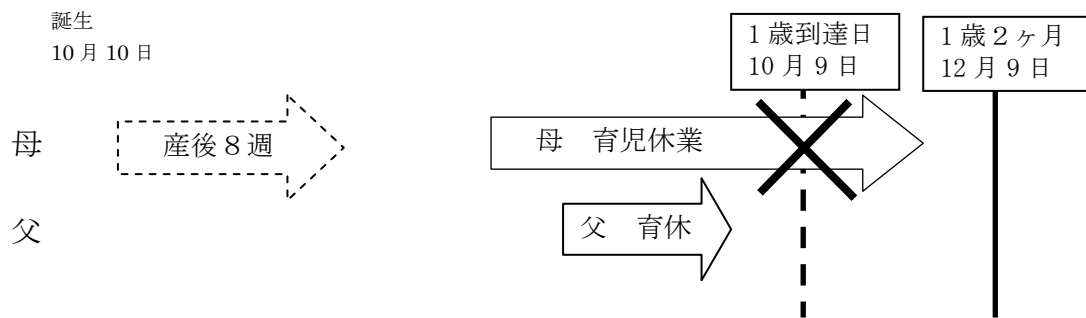 誕生
10月10日
1歳到達日
10月9日
1歳2ヶ月
12月9日
母
産後8週
母 育児休業
父
父 育休